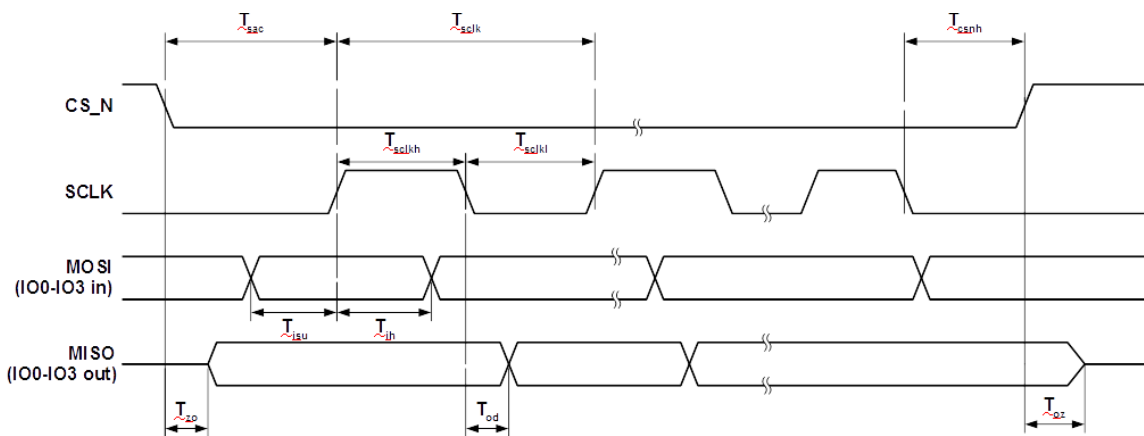 Tsac
Tsclk
Tcsnh
CS_N
Tsclkh
Tsclkl
SCLK
MOSI
(IO0-IO3 in)
Tisu
Tih
MISO
(IO0-IO3 out)
Tzo
Tod
Toz